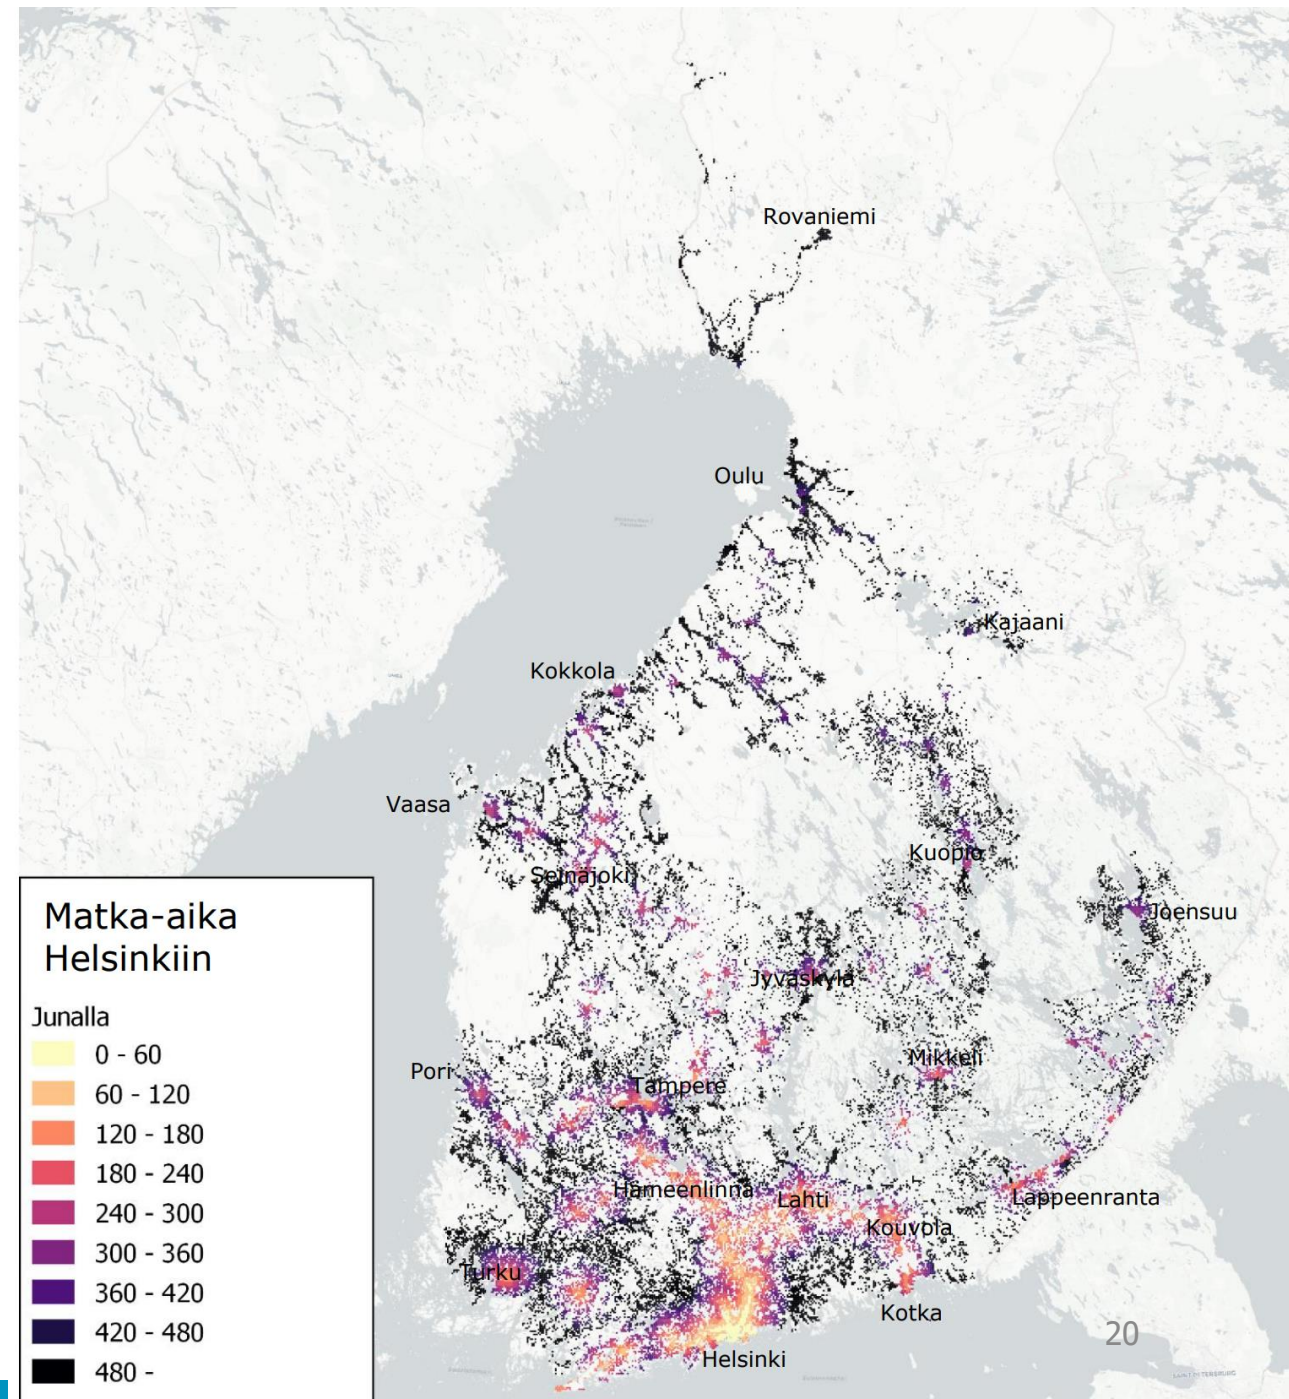 Rovaniemi
Oulu
Kajaani
Kokkola
Vaasa
Kuopio
Seinäjoki
Joensuu
Jyväskylä
Mikkeli
Pori
Tampere
Hämeenlinna
Lahti
Lappeenranta
Kouvola
Turku
Kotka
Helsinki
20
SAINT PETERSBURG
Matka-aika
Helsinkiin
Junalla
0 - 60
60 - 120
120 - 180
180 - 240
240 - 300
300 - 360
360 - 420
420 - 480
480 -